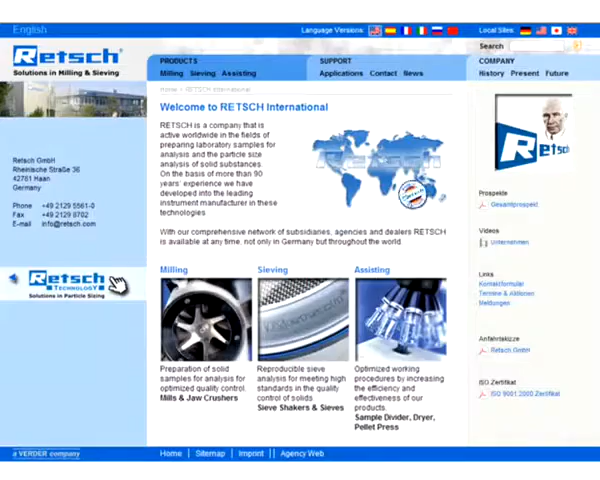 English
Language Versions:
Local Sites:
Search
Retsch®
Solutions in Milling & Sieving
PRODUCTS
Milling Sieving Assisting
SUPPORT
Applications Contact News
COMPANY
History Present Future
Home > RETSCH International
Welcome to RETSCH International
RETSCH is a company that is
active worldwide in the fields of
preparing laboratory samples for
analysis and the particle size
analysis of solid substances.
On the basis of more than 90
years' experience we have
developed into the leading
instrument manufacturer in these
technologies
With our comprehensive network of subsidiaries, agencies and dealers RETSCH
is available at any time. not only in Germany but throughout the world
Retsch
Retsch GmbH
Rheinische Straße 36
42781 Haan
Germany
Phone +49 2129 5561-0
Fax +49 2129 8702
E-mail info@retsch.com
Retsch
TECHNOLOGY
Solutions in Particle Sizing
Milling
Preparation of solid
samples for analysis for
optimized quality control.
Mills & Jaw Crushers
Sieving
Reproducible sieve
analysis for meeting high
standards in the quality
control of solids
Sieve Shakers & Sieves
Assisting
Optimized working
procedures by increasing
the efficiency and
effectiveness of our
products.
Sample Divider, Dryer,
Pellet Press
Retsch
Prospekte
Gesamtprospekt
Videos
Unternehmen
Links
Kontaktformular
Termine & Aktionen
Meldungen
Anfahrtskizze
Retsch GmbH
ISO Zertifikat
ISO 9001:2000 Zertifikat
a VERDER company
Home | Sitemap | Imprint || Agency Web